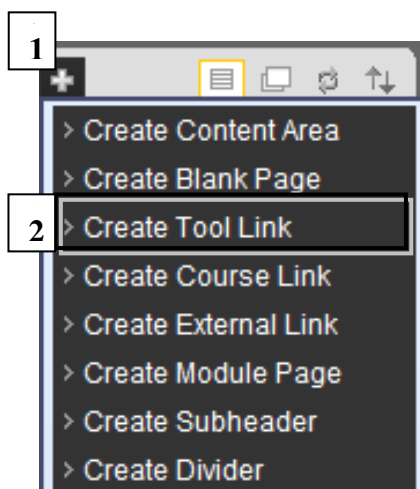 1
> Create Content Area
> Create Blank Page
2
> Create Tool Link
> Create Course Link
> Create External Link
> Create Module Page
> Create Subheader
> Create Divider